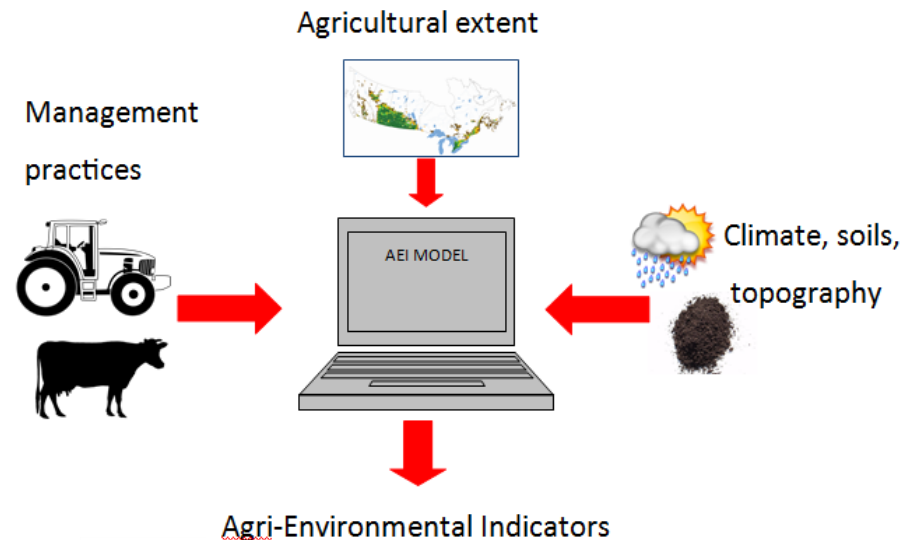 Agricultural extent
Management
practices
AEI MODEL
Climate, soils,
topography
Agri-Environmental Indicators